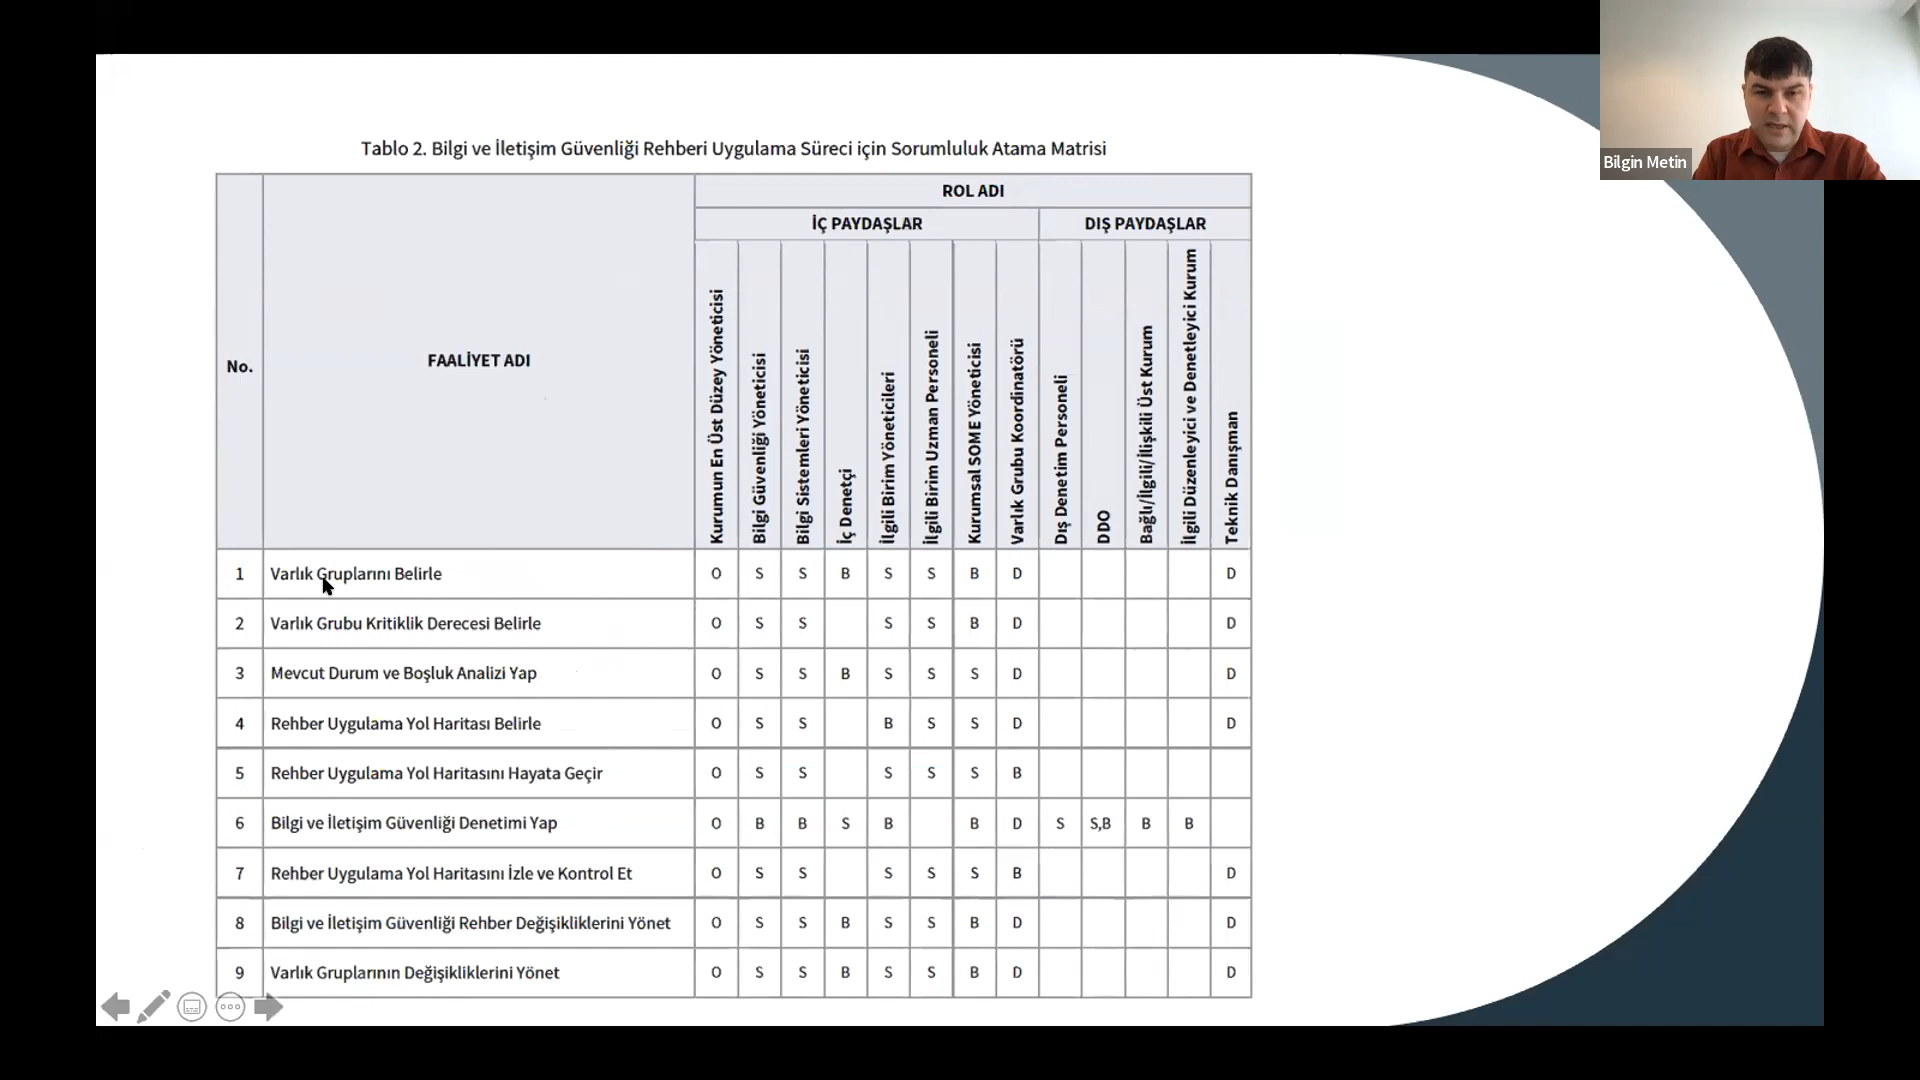 Bilgin Metin
Tablo 2. Bilgi ve İletişim Güvenliği Rehberi Uygulama Süreci için Sorumluluk Atama Matrisi
No.
FAALİYET ADI
ROL ADI
İÇ PAYDAŞLAR
DIŞ PAYDAŞLAR
Kurumun En Üst Düzey Yöneticisi
Bilgi Güvenliği Yöneticisi
Bilgi Sistemleri Yöneticisi
İç Denetçi
İlgili Birim Yöneticileri
İlgili Birim Uzman Personeli
Kurumsal SOME Yöneticisi
Varlık Grubu Koordinatörü
Dış Denetim Personeli
DDO
Bağlı/İlgili/İlişkili Üst Kurum
İlgili Düzenleyici ve Denetleyici Kurum
Teknik Danışman
1 Varlık Gruplarını Belirle O S S B S S B D D
2 Varlık Grubu Kritiklik Derecesi Belirle O S S S S B D D
3 Mevcut Durum ve Boşluk Analizi Yap O S S B S S S D D
4 Rehber Uygulama Yol Haritası Belirle O S S B S S D D
5 Rehber Uygulama Yol Haritasını Hayata Geçir O S S S S S B
6 Bilgi ve İletişim Güvenliği Denetimi Yap O B B S B B D S S,B B B
7 Rehber Uygulama Yol Haritasını İzle ve Kontrol Et O S S S S S B D
8 Bilgi ve İletişim Güvenliği Rehber Değişikliklerini Yönet O S S B S S B D D
9 Varlık Gruplarının Değişikliklerini Yönet O S S B S S B D D